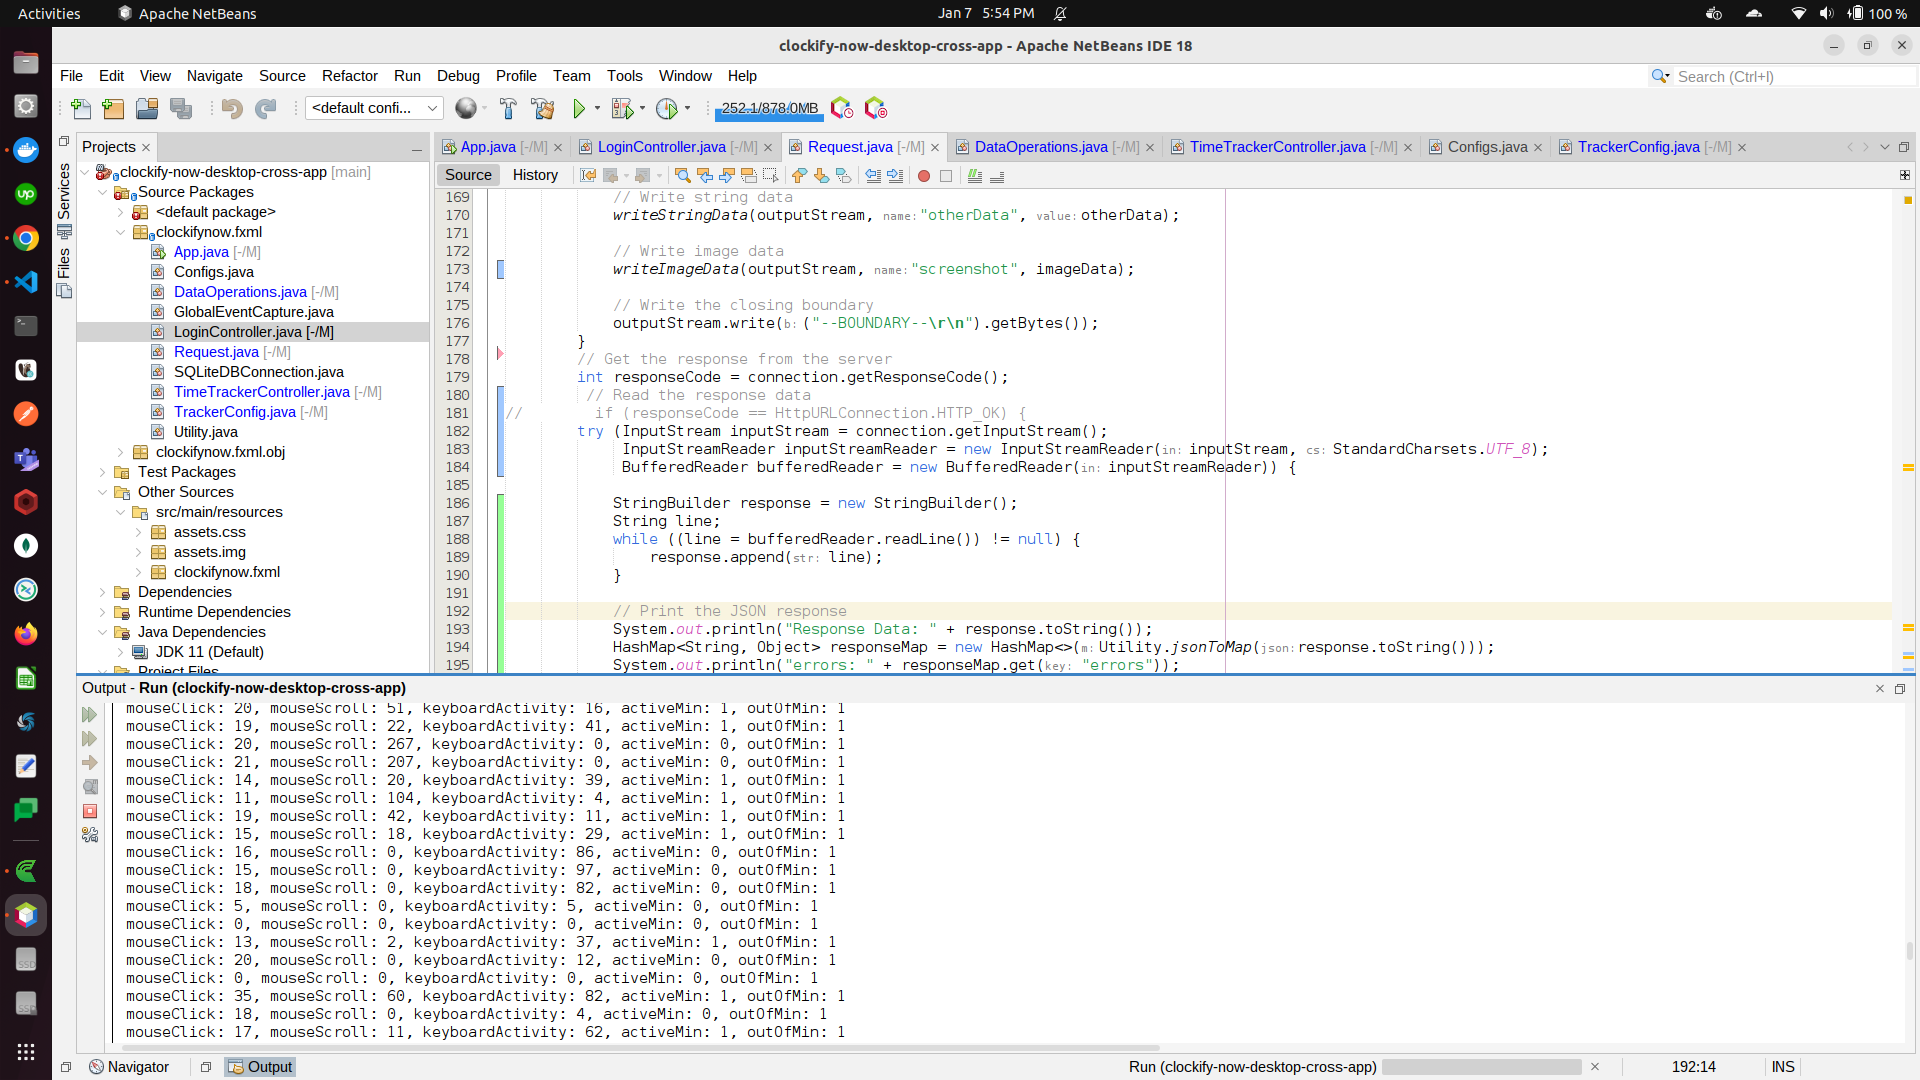 Activities Apache NetBeans Jan 7 5:54 PM 100 %
clockify-now-desktop-cross-app - Apache NetBeans IDE 18
File Edit View Navigate Source Refactor Run Debug Profile Team Tools Window Help Search (Ctrl+I)
<default confi... 252.1/878.0MB
Projects App.java [-/M] LoginController.java [-/M] Request.java [-/M] DataOperations.java [-/M] TimeTrackerController.java [-/M] Configs.java TrackerConfig.java [-/M]
Source History
Services
Files
clockify-now-desktop-cross-app [main]
Source Packages
<default package>
clockifynow.fxml
App.java [-/M]
Configs.java
DataOperations.java [-/M]
GlobalEventCapture.java
LoginController.java [-/M]
Request.java [-/M]
SQLiteDBConnection.java
TimeTrackerController.java [-/M]
TrackerConfig.java [-/M]
Utility.java
clockifynow.fxml.obj
Test Packages
Other Sources
src/main/resources
assets.css
assets.img
clockifynow.fxml
Dependencies
Runtime Dependencies
Java Dependencies
JDK 11 (Default)
Project Files
169 // Write string data
170 writeStringData(outputStream, name: "otherData", value: otherData);
171
172 // Write image data
173 writeImageData(outputStream, name: "screenshot", imageData);
174
175 // Write the closing boundary
176 outputStream.write(b: ("--BOUNDARY--\r\n").getBytes());
177 }
178 // Get the response from the server
179 int responseCode = connection.getResponseCode();
180 // Read the response data
181 // if (responseCode == HttpURLConnection.HTTP_OK) {
182 try (InputStream inputStream = connection.getInputStream();
183 InputStreamReader inputStreamReader = new InputStreamReader(in: inputStream, cs: StandardCharsets.UTF_8);
184 BufferedReader bufferedReader = new BufferedReader(in: inputStreamReader)) {
185
186 StringBuilder response = new StringBuilder();
187 String line;
188 while ((line = bufferedReader.readLine()) != null) {
189 response.append(str: line);
190 }
191
192 // Print the JSON response
193 System.out.println("Response Data: " + response.toString());
194 HashMap<String, Object> responseMap = new HashMap<>(m: Utility.jsonToMap(json: response.toString()));
195 System.out.println("errors: " + responseMap.get(key: "errors"));
Output - Run (clockify-now-desktop-cross-app)
mouseClick: 20, mouseScroll: 51, keyboardActivity: 16, activeMin: 1, outOfMin: 1
mouseClick: 19, mouseScroll: 22, keyboardActivity: 41, activeMin: 1, outOfMin: 1
mouseClick: 20, mouseScroll: 267, keyboardActivity: 0, activeMin: 0, outOfMin: 1
mouseClick: 21, mouseScroll: 207, keyboardActivity: 0, activeMin: 0, outOfMin: 1
mouseClick: 14, mouseScroll: 20, keyboardActivity: 39, activeMin: 1, outOfMin: 1
mouseClick: 11, mouseScroll: 104, keyboardActivity: 4, activeMin: 1, outOfMin: 1
mouseClick: 19, mouseScroll: 42, keyboardActivity: 11, activeMin: 1, outOfMin: 1
mouseClick: 15, mouseScroll: 18, keyboardActivity: 29, activeMin: 1, outOfMin: 1
mouseClick: 16, mouseScroll: 0, keyboardActivity: 86, activeMin: 0, outOfMin: 1
mouseClick: 15, mouseScroll: 0, keyboardActivity: 97, activeMin: 0, outOfMin: 1
mouseClick: 18, mouseScroll: 0, keyboardActivity: 82, activeMin: 0, outOfMin: 1
mouseClick: 5, mouseScroll: 0, keyboardActivity: 5, activeMin: 0, outOfMin: 1
mouseClick: 0, mouseScroll: 0, keyboardActivity: 0, activeMin: 0, outOfMin: 1
mouseClick: 13, mouseScroll: 2, keyboardActivity: 37, activeMin: 1, outOfMin: 1
mouseClick: 20, mouseScroll: 0, keyboardActivity: 12, activeMin: 0, outOfMin: 1
mouseClick: 0, mouseScroll: 0, keyboardActivity: 0, activeMin: 0, outOfMin: 1
mouseClick: 35, mouseScroll: 60, keyboardActivity: 82, activeMin: 1, outOfMin: 1
mouseClick: 18, mouseScroll: 0, keyboardActivity: 4, activeMin: 0, outOfMin: 1
mouseClick: 17, mouseScroll: 11, keyboardActivity: 62, activeMin: 1, outOfMin: 1
Navigator Output Run (clockify-now-desktop-cross-app) 192:14 INS